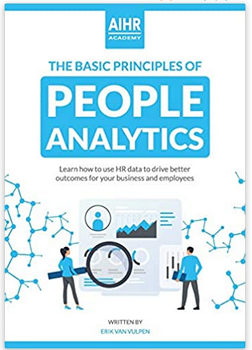 AIHR
ACADEMY
THE BASIC PRINCIPLES OF
PEOPLE
ANALYTICS
Learn how to use HR data to drive better
outcomes for your business and employees
WRITTEN BY
ERIK VAN VULPEN